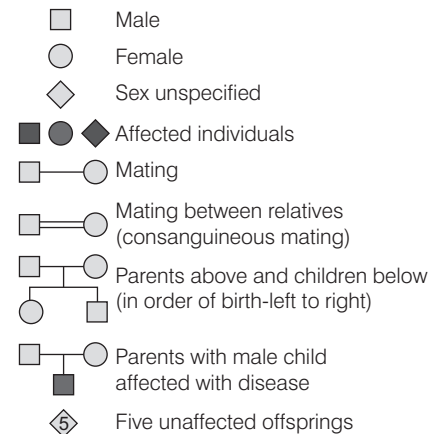 Male
Female
Sex unspecified
Affected individuals
Mating
Mating between relatives
(consanguineous mating)
Parents above and children below
(in order of birth-left to right)
Parents with male child
affected with disease
5 Five unaffected offsprings